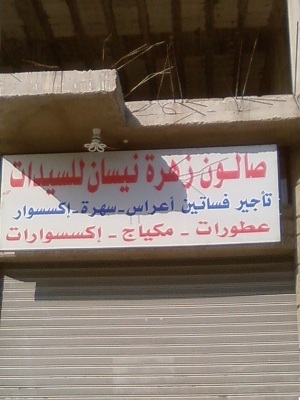 صالون زهرة نيسان للسيدات
تأجير فساتين أعراس - سهرة - إكسسوار
عطورات - مكياج - إكسسوارات